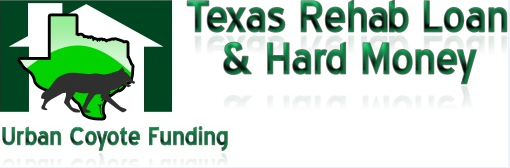 Texas Rehab Loan
& Hard Money
Urban Coyote Funding